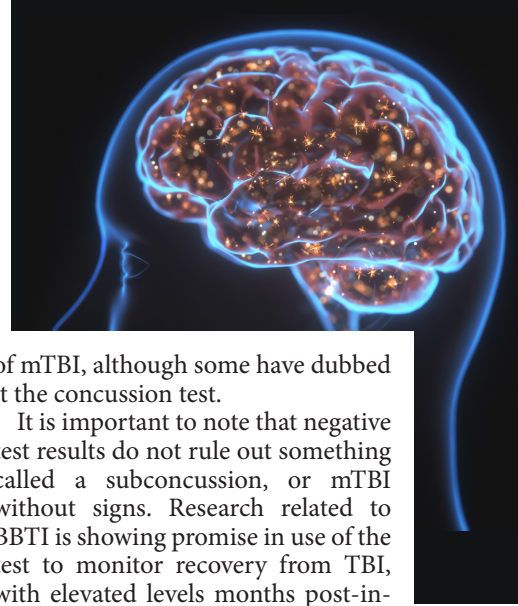 of mTBI, although some have dubbed
it the concussion test.
It is important to note that negative
test results do not rule out something
called a subconcussion, or mTBI
without signs. Research related to
BBTI is showing promise in use of the
test to monitor recovery from TBI,
with elevated levels months post-in-